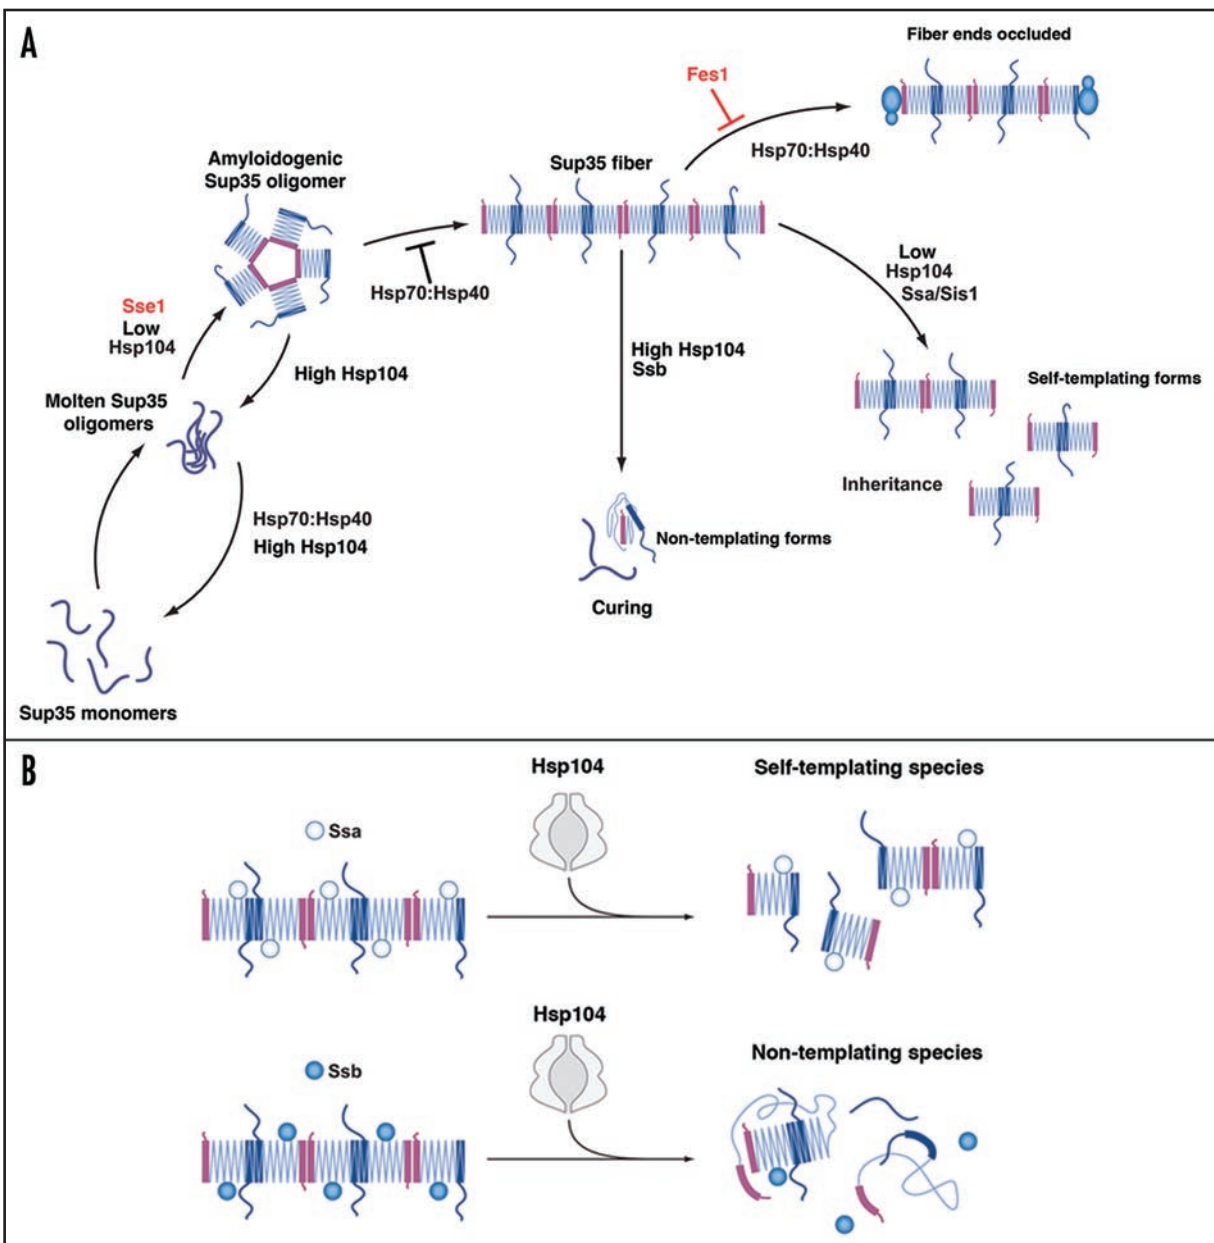 A
Fiber ends occluded
Fes1
Hsp70:Hsp40
Amyloidogenic
Sup35 oligomer
Sup35 fiber
Hsp70:Hsp40
Low
Hsp104
Ssa/Sis1
Sse1
Low
Hsp104
High Hsp104
High Hsp104
Ssb
Self-templating forms
Molten Sup35
oligomers
Inheritance
Hsp70:Hsp40
High Hsp104
Non-templating forms
Curing
Sup35 monomers
B
Hsp104
Self-templating species
Ssa
Hsp104
Non-templating species
Ssb